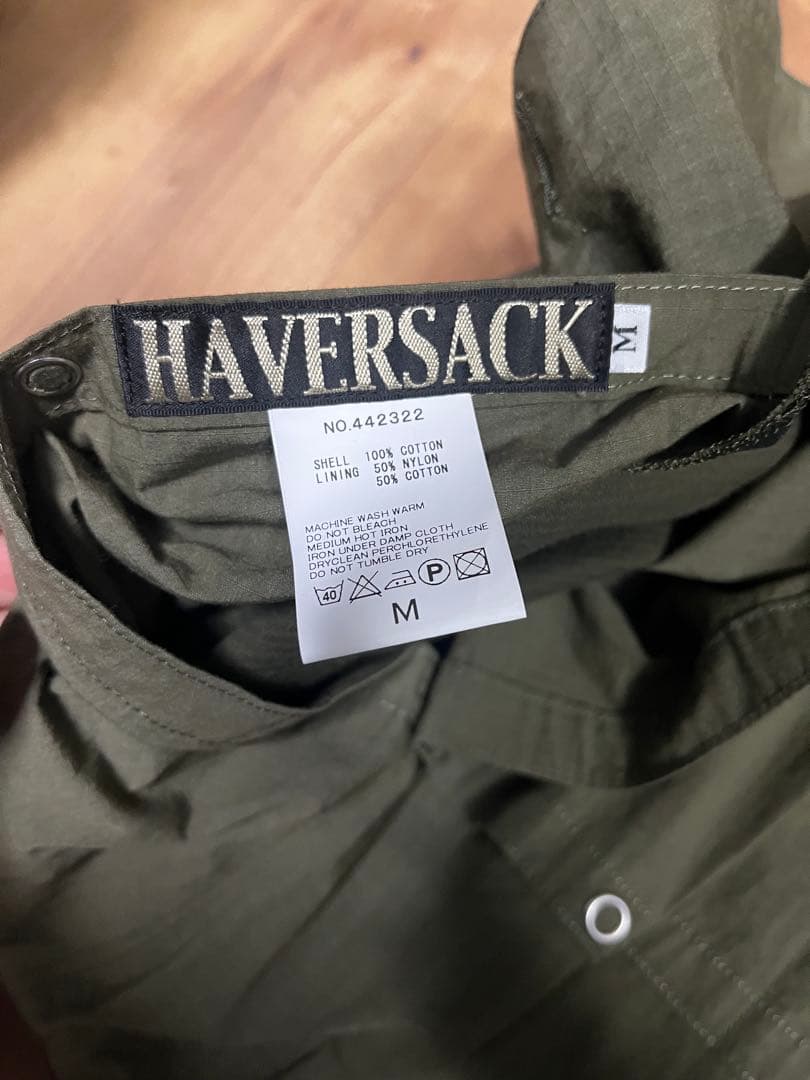 HAVERSACK
M
NO.442322
SHELL 100% COTTON
LINING 50% NYLON
50% COTTON
MACHINE WASH WARM
DO NOT BLEACH
MEDIUM HOT IRON
IRON UNDER DAMP CLOTH
DRYCLEAN PERCHLORETHYLENE
DO NOT TUMBLE DRY
40 P
M